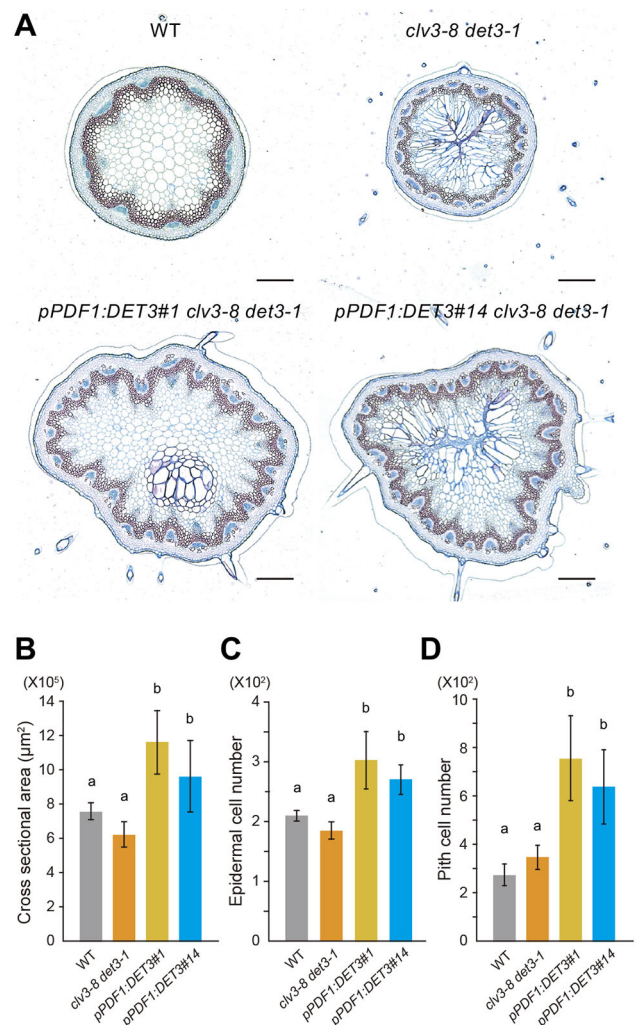 A
WT
clv3-8 det3-1
pPDF1:DET3#1 clv3-8 det3-1
pPDF1:DET3#14 clv3-8 det3-1
B
(X10⁵)
Cross sectional area (µm²)
14
12
10
8
6
4
2
0
a
a
b
b
WT
clv3-8 det3-1
pPDF1:DET3#1
pPDF1:DET3#14
C
(X10²)
Epidermal cell number
4
3
2
1
0
a
a
b
b
WT
clv3-8 det3-1
pPDF1:DET3#1
pPDF1:DET3#14
D
(X10²)
Pith cell number
10
8
6
4
2
0
a
a
b
b
WT
clv3-8 det3-1
pPDF1:DET3#1
pPDF1:DET3#14